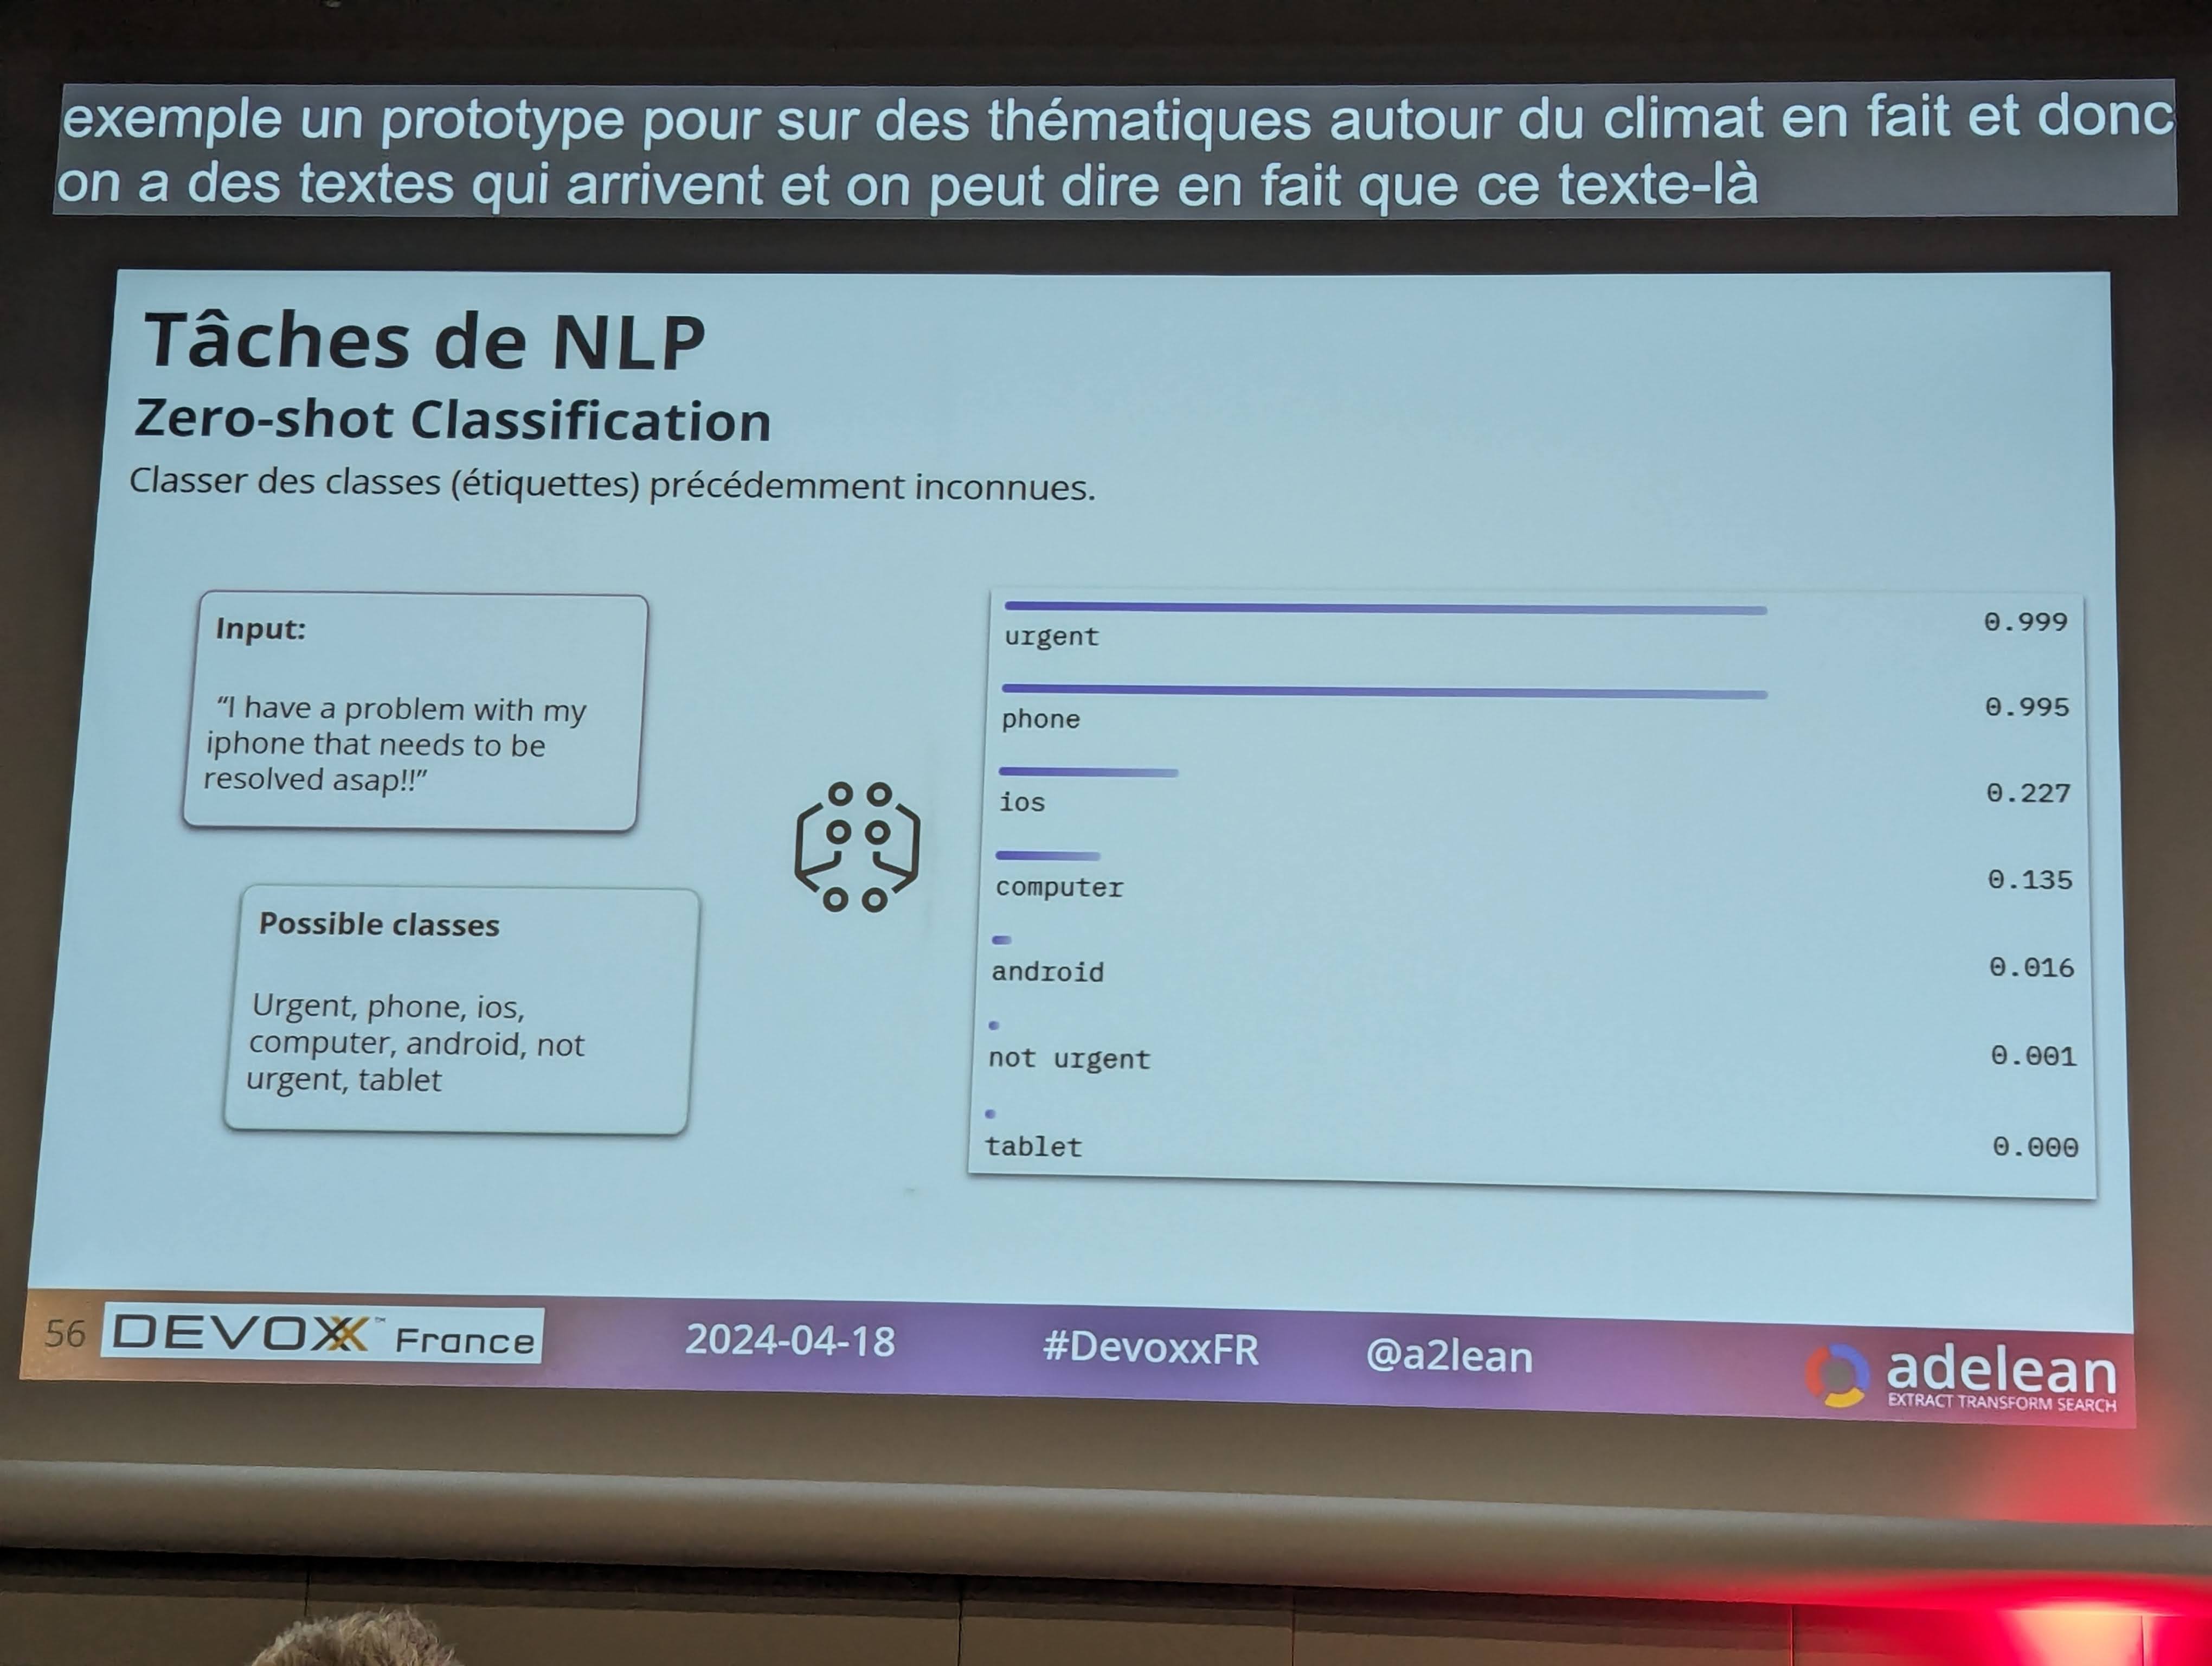 exemple un prototype pour sur des thématiques autour du climat en fait et donc
on a des textes qui arrivent et on peut dire en fait que ce texte-là
Tâches de NLP
Zero-shot Classification
Classer des classes (étiquettes) précédemment inconnues.
Input:
“I have a problem with my
iphone that needs to be
resolved asap!!”
Possible classes
Urgent, phone, ios,
computer, android, not
urgent, tablet
urgent 0.999
phone 0.995
ios 0.227
computer 0.135
android 0.016
not urgent 0.001
tablet 0.000
56 DEVOXX™ France 2024-04-18 #DevoxxFR @a2lean adelean
EXTRACT TRANSFORM SEARCH